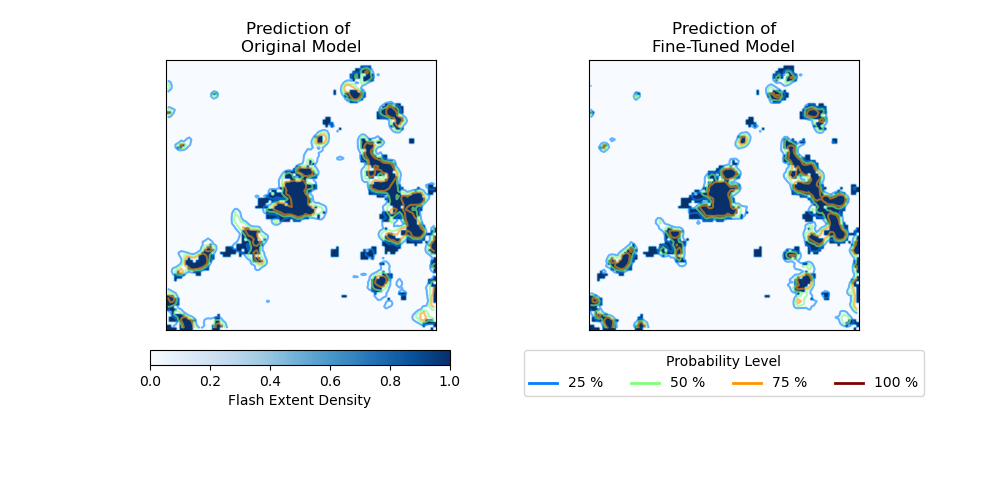 Prediction of
Original Model
Prediction of
Fine-Tuned Model
0.0 0.2 0.4 0.6 0.8 1.0
Flash Extent Density
Probability Level
25 % 50 % 75 % 100 %